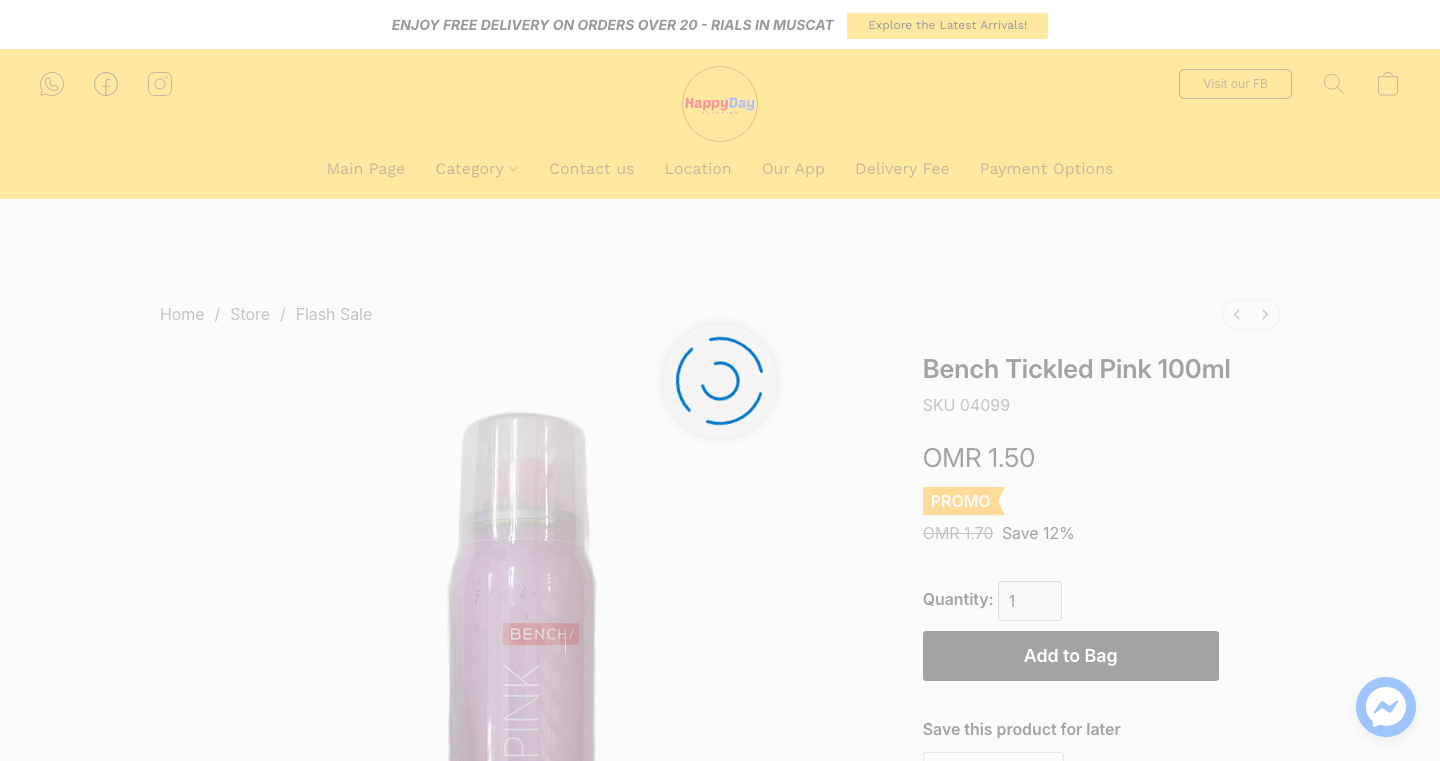 ENJOY FREE DELIVERY ON ORDERS OVER 20 - RIALS IN MUSCAT
Explore the Latest Arrivals!
HappyDay
Visit our FB
Main Page
Category
Contact us
Location
Our App
Delivery Fee
Payment Options
Home / Store / Flash Sale
Bench Tickled Pink 100ml
SKU 04099
OMR 1.50
PROMO
OMR 1.70 Save 12%
Quantity: 1
Add to Bag
Save this product for later
BENCH/
PINK